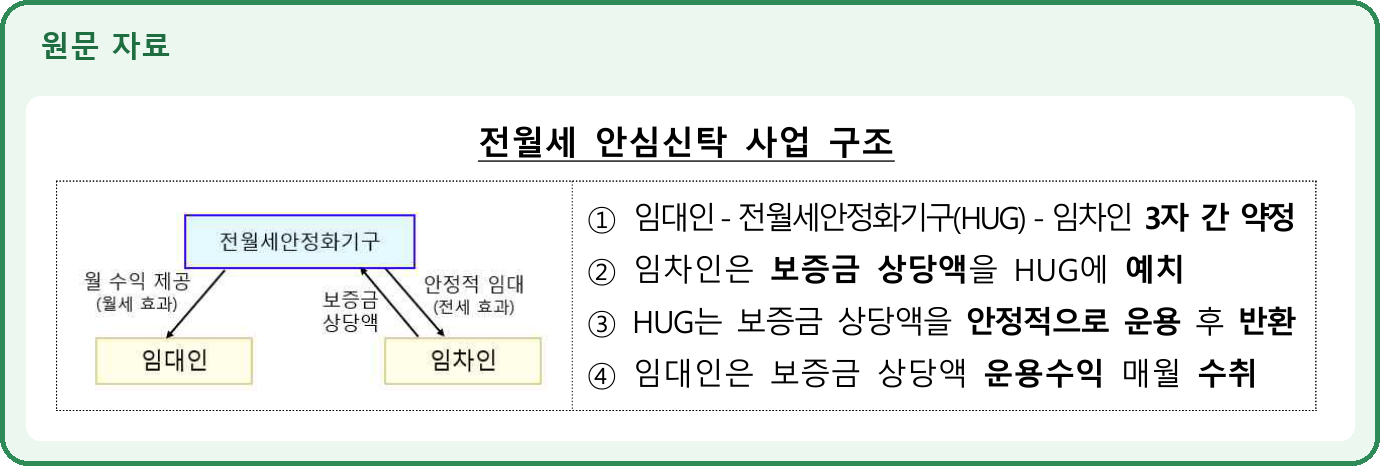 원문 자료
전월세 안심신탁 사업 구조
전월세안정화기구
월 수익 제공
(월세 효과)
보증금
상당액
안정적 임대
(전세 효과)
임대인
임차인
① 임대인 - 전월세안정화기구(HUG) - 임차인 3자 간 약정
② 임차인은 보증금 상당액을 HUG에 예치
③ HUG는 보증금 상당액을 안정적으로 운용 후 반환
④ 임대인은 보증금 상당액 운용수익 매월 수취